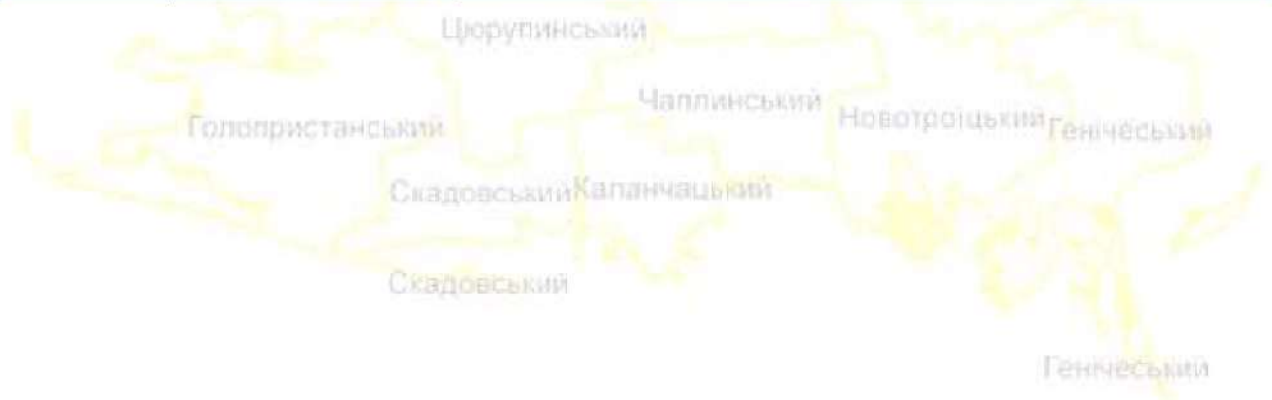 Цюрупинський
Чаплинський
Новотроїцький
Голопристанський
Генічеський
Скадовський
Каланчацький
Скадовський
Генічеський